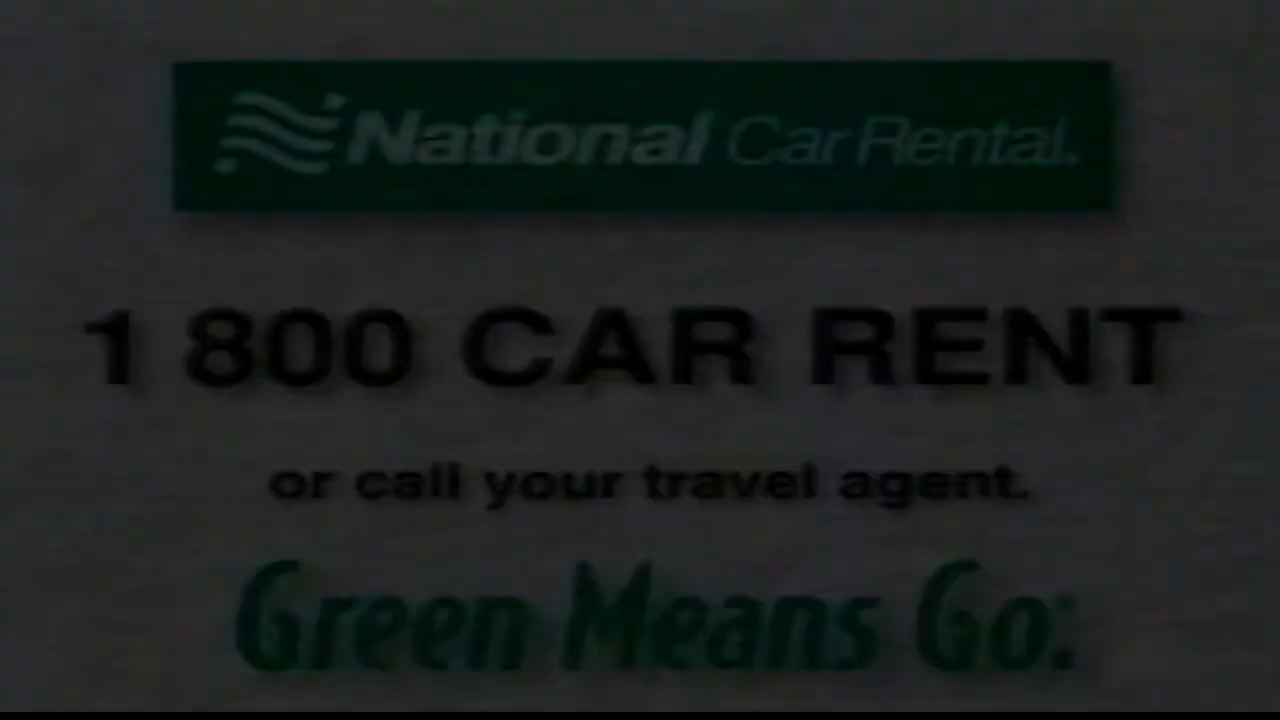 National Car Rental.
1 800 CAR RENT
or call your travel agent.
Green Means Go.